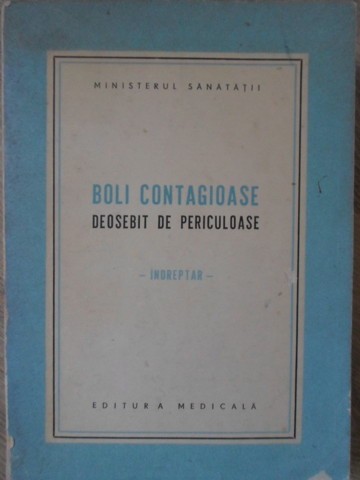 MINISTERUL SĂNĂTĂȚII
BOLI CONTAGIOASE
DEOSEBIT DE PERICULOASE
- ÎNDREPTAR -
EDITURA MEDICALĂ